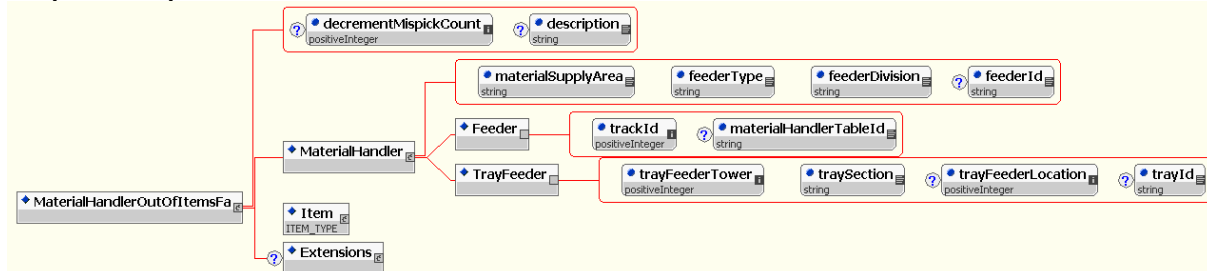 ? decrementMispickCount ? description
positiveInteger string
materialSupplyArea feederType feederDivision ? feederId
string string string string
Feeder trackId ? materialHandlerTableId
positiveInteger string
MaterialHandler
TrayFeeder trayFeederTower traySection ? trayFeederLocation ? trayId
positiveInteger string positiveInteger string
MaterialHandlerOutOfItemsFa
Item
ITEM_TYPE
? Extensions